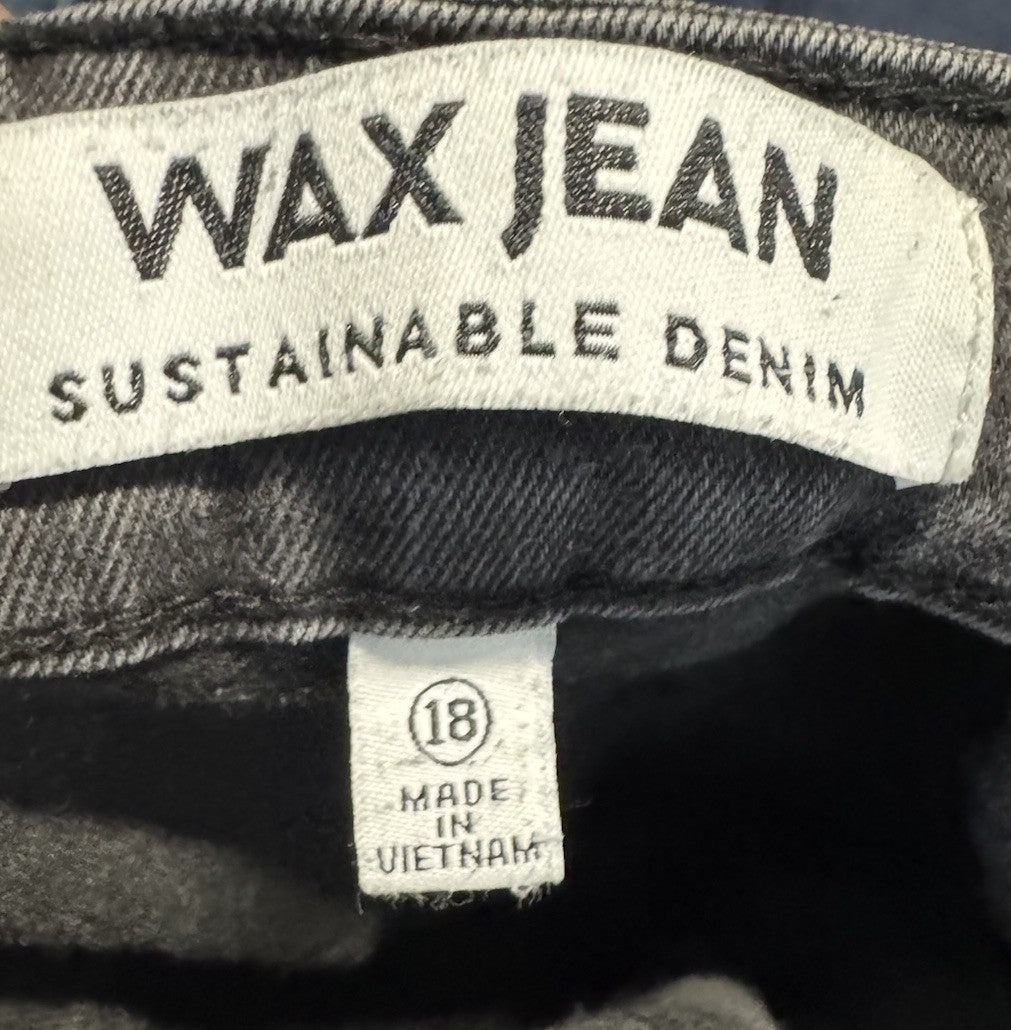 WAX JEAN
SUSTAINABLE DENIM
18
MADE
IN
VIETNAM